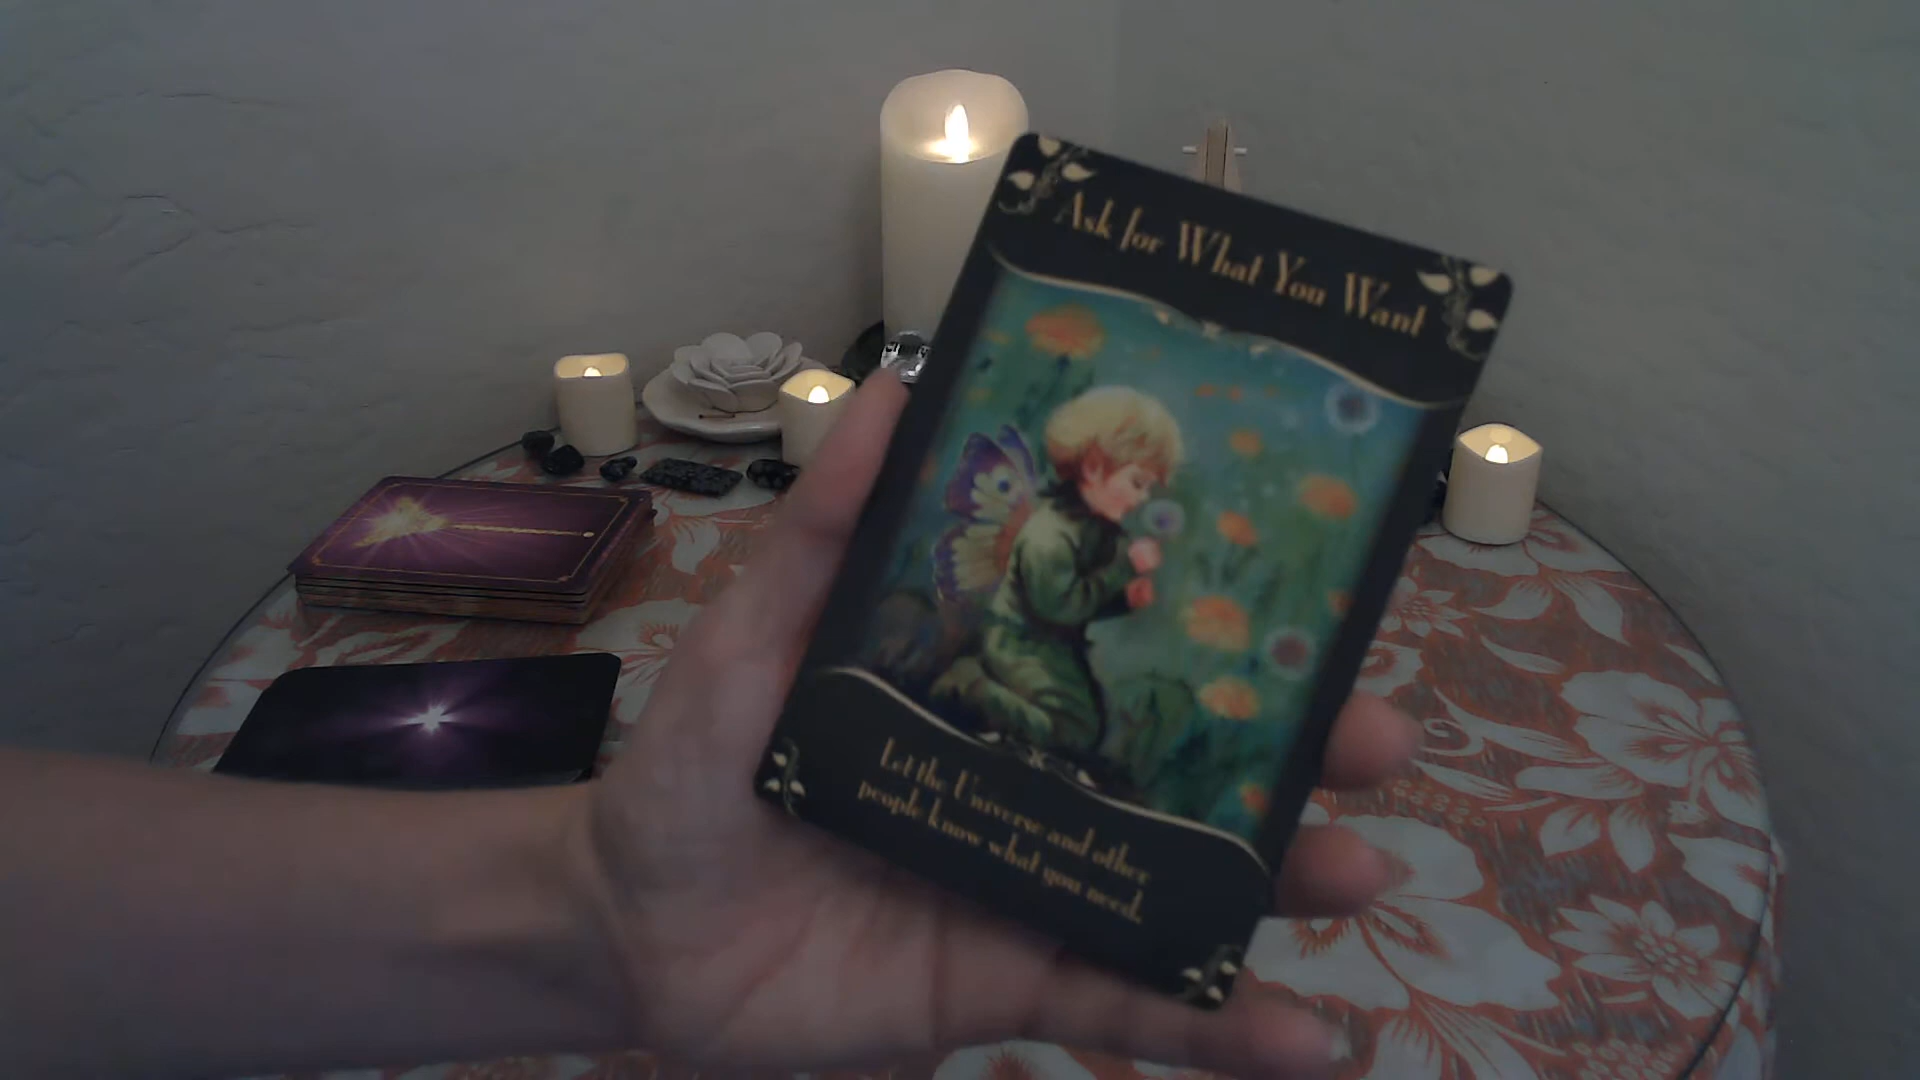 Ask for What You Want
Let the Universe and other
people know what you need.